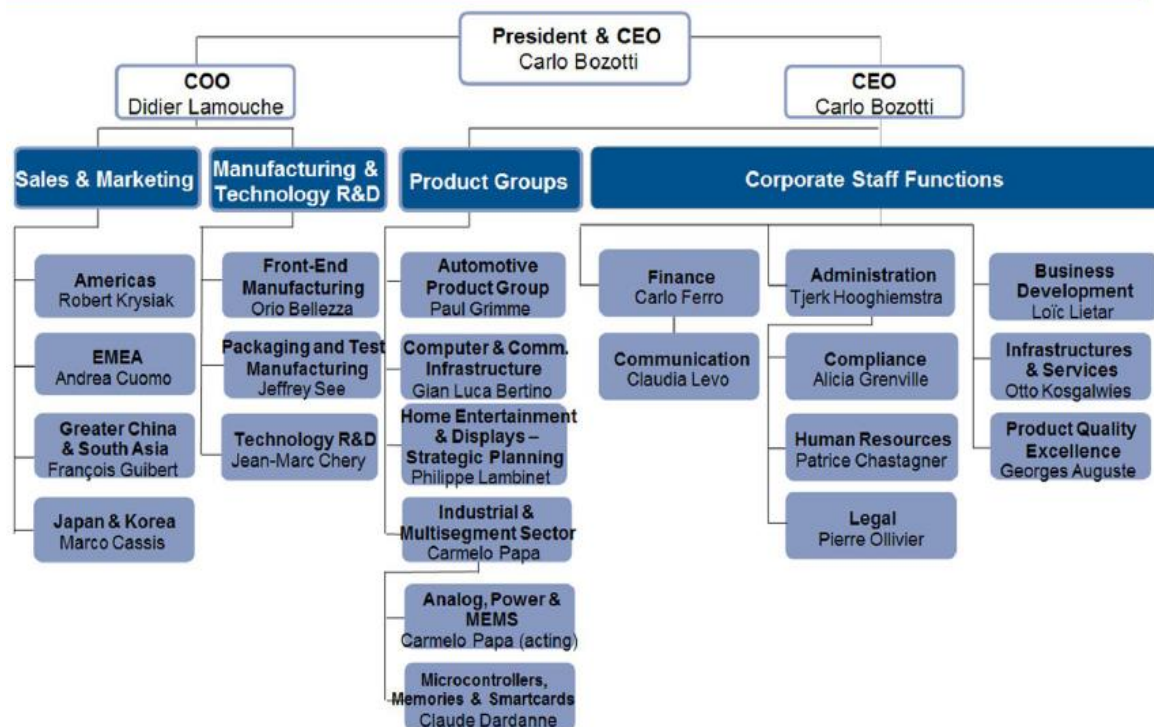 President & CEO
Carlo Bozotti
COO
Didier Lamouche
CEO
Carlo Bozotti
Sales & Marketing
Manufacturing &
Technology R&D
Product Groups
Corporate Staff Functions
Americas
Robert Krysiak
EMEA
Andrea Cuomo
Greater China
& South Asia
François Guibert
Japan & Korea
Marco Cassis
Front-End
Manufacturing
Orio Bellezza
Packaging and Test
Manufacturing
Jeffrey See
Technology R&D
Jean-Marc Chery
Automotive
Product Group
Paul Grimme
Computer & Comm.
Infrastructure
Gian Luca Bertino
Home Entertainment
& Displays –
Strategic Planning
Philippe Lambinet
Industrial &
Multisegment Sector
Carmelo Papa
Analog, Power &
MEMS
Carmelo Papa (acting)
Microcontrollers,
Memories & Smartcards
Claude Dardanne
Finance
Carlo Ferro
Communication
Claudia Levo
Administration
Tjerk Hooghiemstra
Compliance
Alicia Grenville
Human Resources
Patrice Chastagner
Legal
Pierre Ollivier
Business
Development
Loïc Lietar
Infrastructures
& Services
Otto Kosgalwies
Product Quality
Excellence
Georges Auguste